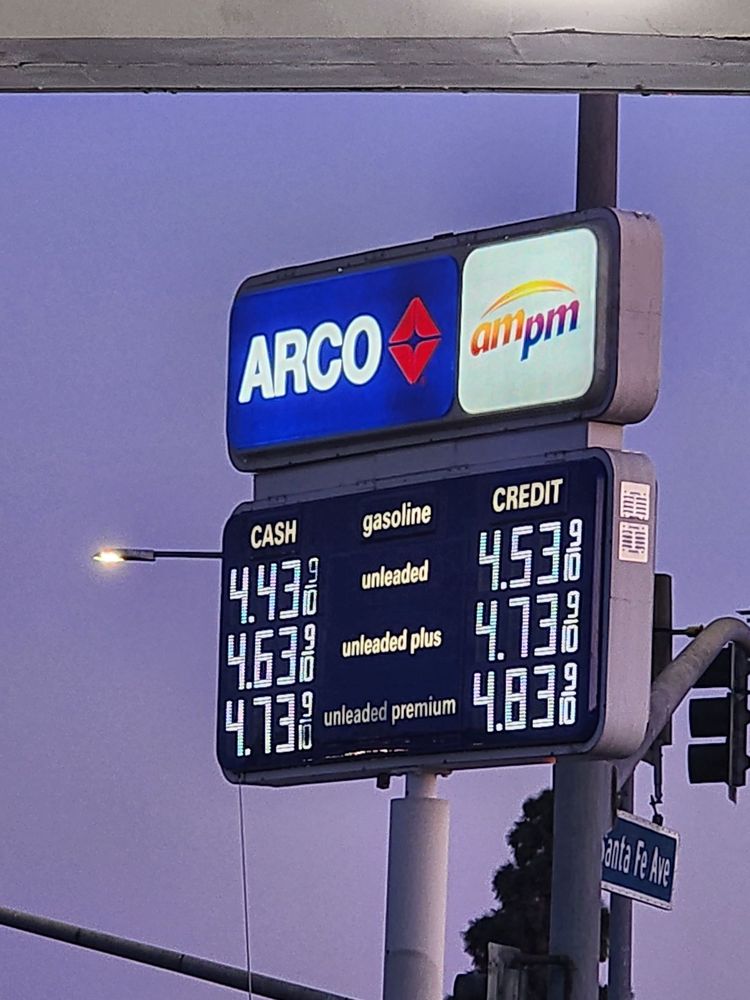 ARCO
ampm
CASH gasoline CREDIT
4.43 9/10 unleaded 4.53 9/10
4.63 9/10 unleaded plus 4.73 9/10
4.73 9/10 unleaded premium 4.83 9/10
Santa Fe Ave